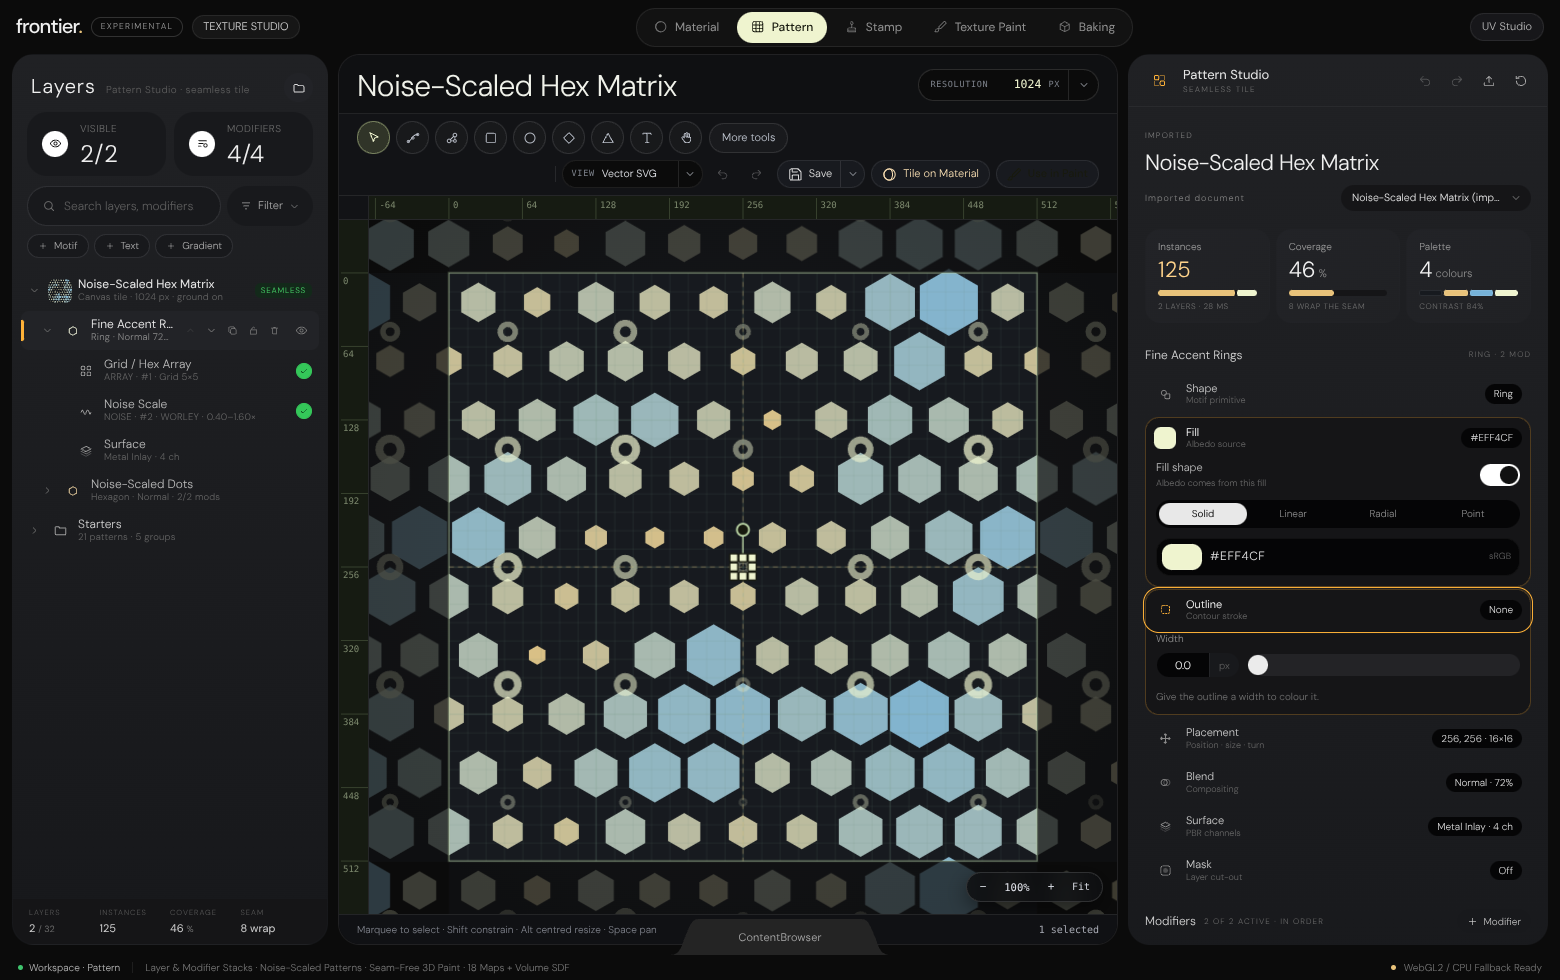 frontier.
EXPERIMENTAL
TEXTURE STUDIO
Material
Pattern
Stamp
Texture Paint
Baking
UV Studio
Layers
Pattern Studio · seamless tile
VISIBLE
2/2
MODIFIERS
4/4
Search layers, modifiers
Filter
+ Motif
+ Text
+ Gradient
Noise-Scaled Hex Matrix
Canvas tile · 1024 px · ground on
SEAMLESS
Fine Accent R...
Ring · Normal 72...
Grid / Hex Array
ARRAY · #1 · Grid 5×5
Noise Scale
NOISE · #2 · WORLEY · 0.40–1.60×
Surface
Metal Inlay · 4 ch
Noise-Scaled Dots
Hexagon · Normal · 2/2 mods
Starters
21 patterns · 5 groups
LAYERS
2 / 32
INSTANCES
125
COVERAGE
46 %
SEAM
8 wrap
Noise-Scaled Hex Matrix
RESOLUTION
1024 PX
More tools
VIEW Vector SVG
Save
Tile on Material
-64
0
64
128
192
256
320
384
448
512
0
64
128
192
256
320
384
448
512
− 100% + Fit
Marquee to select · Shift constrain · Alt centred resize · Space pan
1 selected
ContentBrowser
Pattern Studio
SEAMLESS TILE
IMPORTED
Noise-Scaled Hex Matrix
Imported document
Noise-Scaled Hex Matrix (imp...
Instances
125
2 LAYERS · 28 MS
Coverage
46 %
8 WRAP THE SEAM
Palette
4 colours
CONTRAST 84%
Fine Accent Rings
RING · 2 MOD
Shape
Motif primitive
Ring
Fill
Albedo source
#EFF4CF
Fill shape
Albedo comes from this fill
Solid
Linear
Radial
Point
#EFF4CF
sRGB
Outline
Contour stroke
None
Width
0.0 px
Give the outline a width to colour it.
Placement
Position · size · turn
256, 256 · 16×16
Blend
Compositing
Normal · 72%
Surface
PBR channels
Metal Inlay · 4 ch
Mask
Layer cut-out
Off
Modifiers
2 OF 2 ACTIVE · IN ORDER
+ Modifier
Workspace · Pattern
Layer & Modifier Stacks · Noise-Scaled Patterns · Seam-Free 3D Paint · 18 Maps + Volume SDF
WebGL2 / CPU Fallback Ready